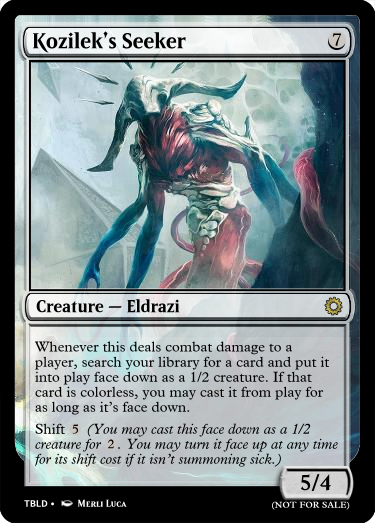 Kozilek's Seeker 7
Creature — Eldrazi
Whenever this deals combat damage to a
player, search your library for a card and put it
into play face down as a 1/2 creature. If that
card is colorless, you may cast it from play for
as long as it's face down.
Shift 5 (You may cast this face down as a 1/2
creature for 2. You may turn it face up at any time
for its shift cost if it isn't summoning sick.)
5/4
TBLD • Merli Luca
(NOT FOR SALE)